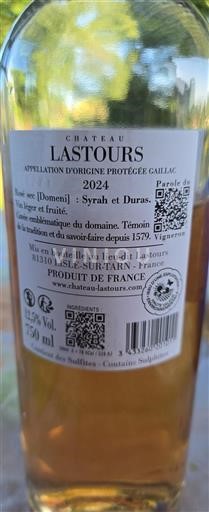 CHATEAU
LASTOURS
APPELLATION D'ORIGINE PROTÉGÉE GAILLAC
2024
Parole du
Vigneron
Rosé sec [Domeni] : Syrah et Duras.
Vin léger et fruité.
Cuvée emblématique du domaine. Témoin
de la tradition et du savoir-faire depuis 1579.
Mis en bouteille au lieu-dit Lastours
81310 LISLE-SUR-TARN - France
PRODUIT DE FRANCE
www.chateau-lastours.com
INGRÉDIENTS :
12,5% Vol.
750 ml
Contient des Sulfites - Contains Sulphites